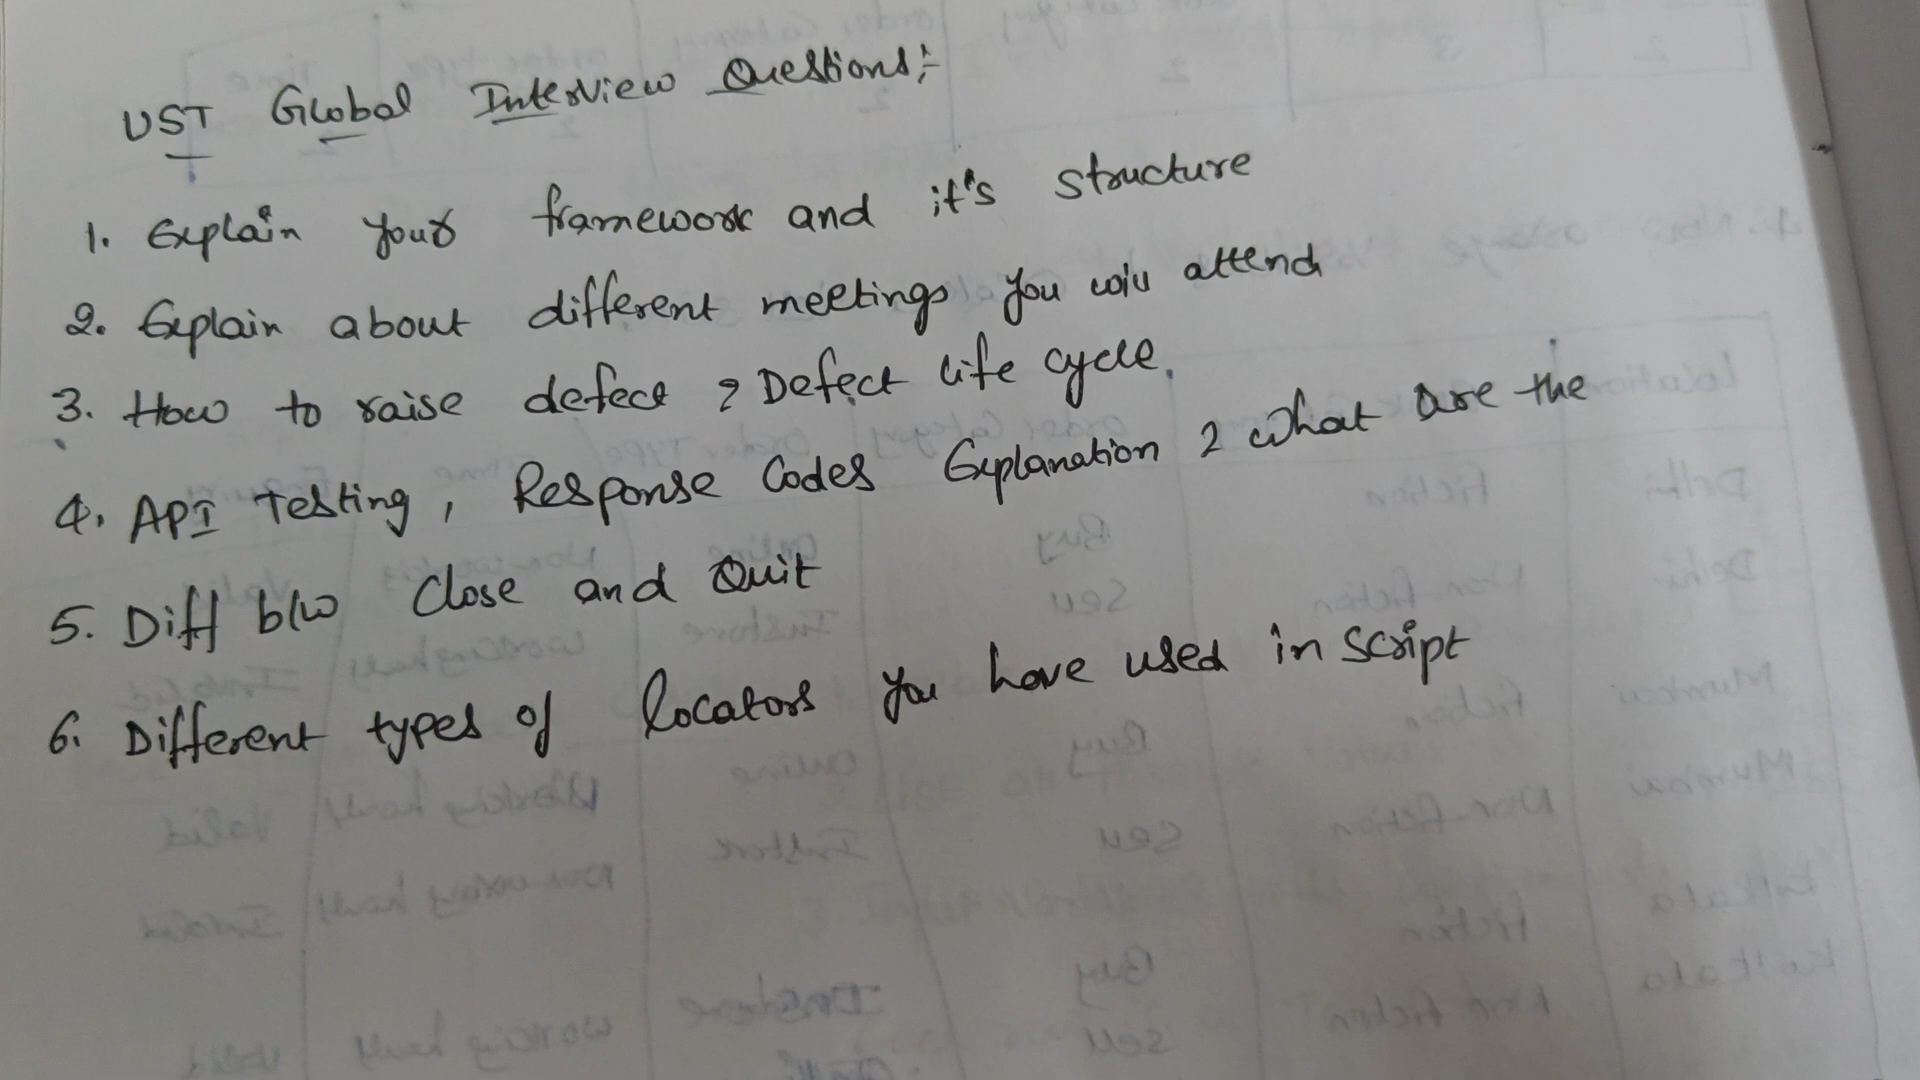 UST Global Interview Questions:-
1. Explain your framework and it's structure
2. Explain about different meetings you will attend
3. How to raise defect ? Defect life cycle.
4. API Testing, Response Codes Explanation ? what are the
5. Diff b/w Close and Quit
6. Different types of locators you have used in script